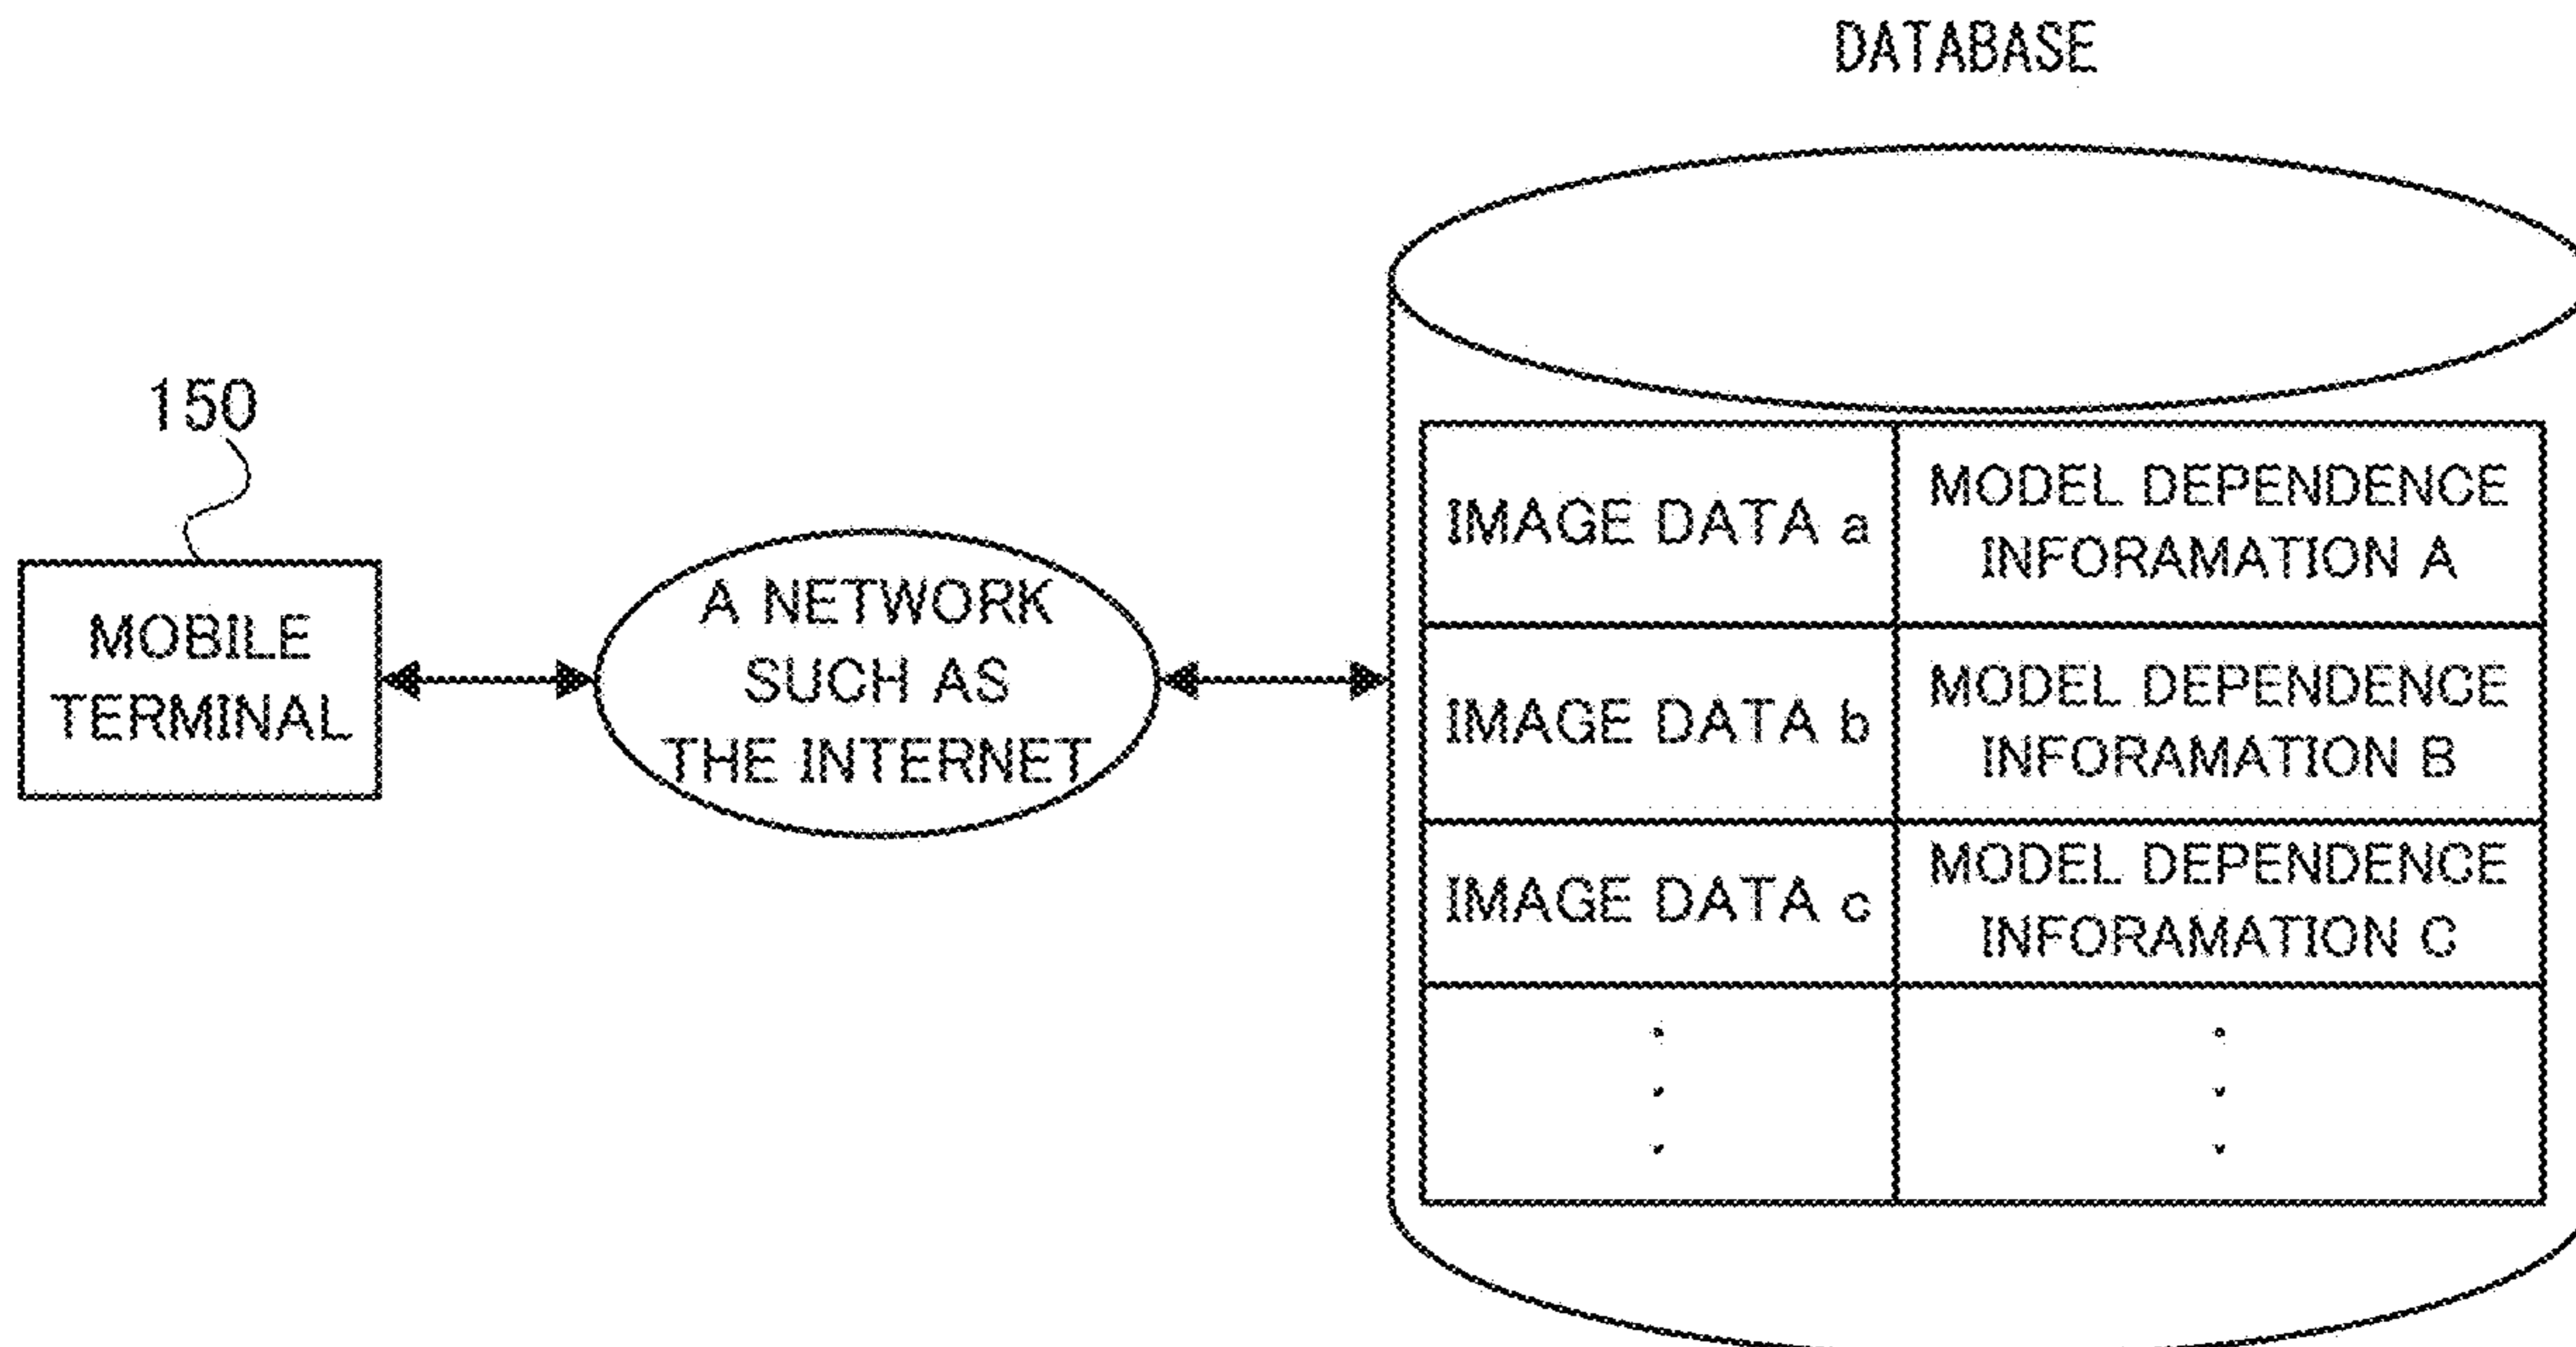 DATABASE
150
MOBILE
TERMINAL
A NETWORK
SUCH AS
THE INTERNET
IMAGE DATA a
MODEL DEPENDENCE
INFORAMATION A
IMAGE DATA b
MODEL DEPENDENCE
INFORAMATION B
IMAGE DATA c
MODEL DEPENDENCE
INFORAMATION C